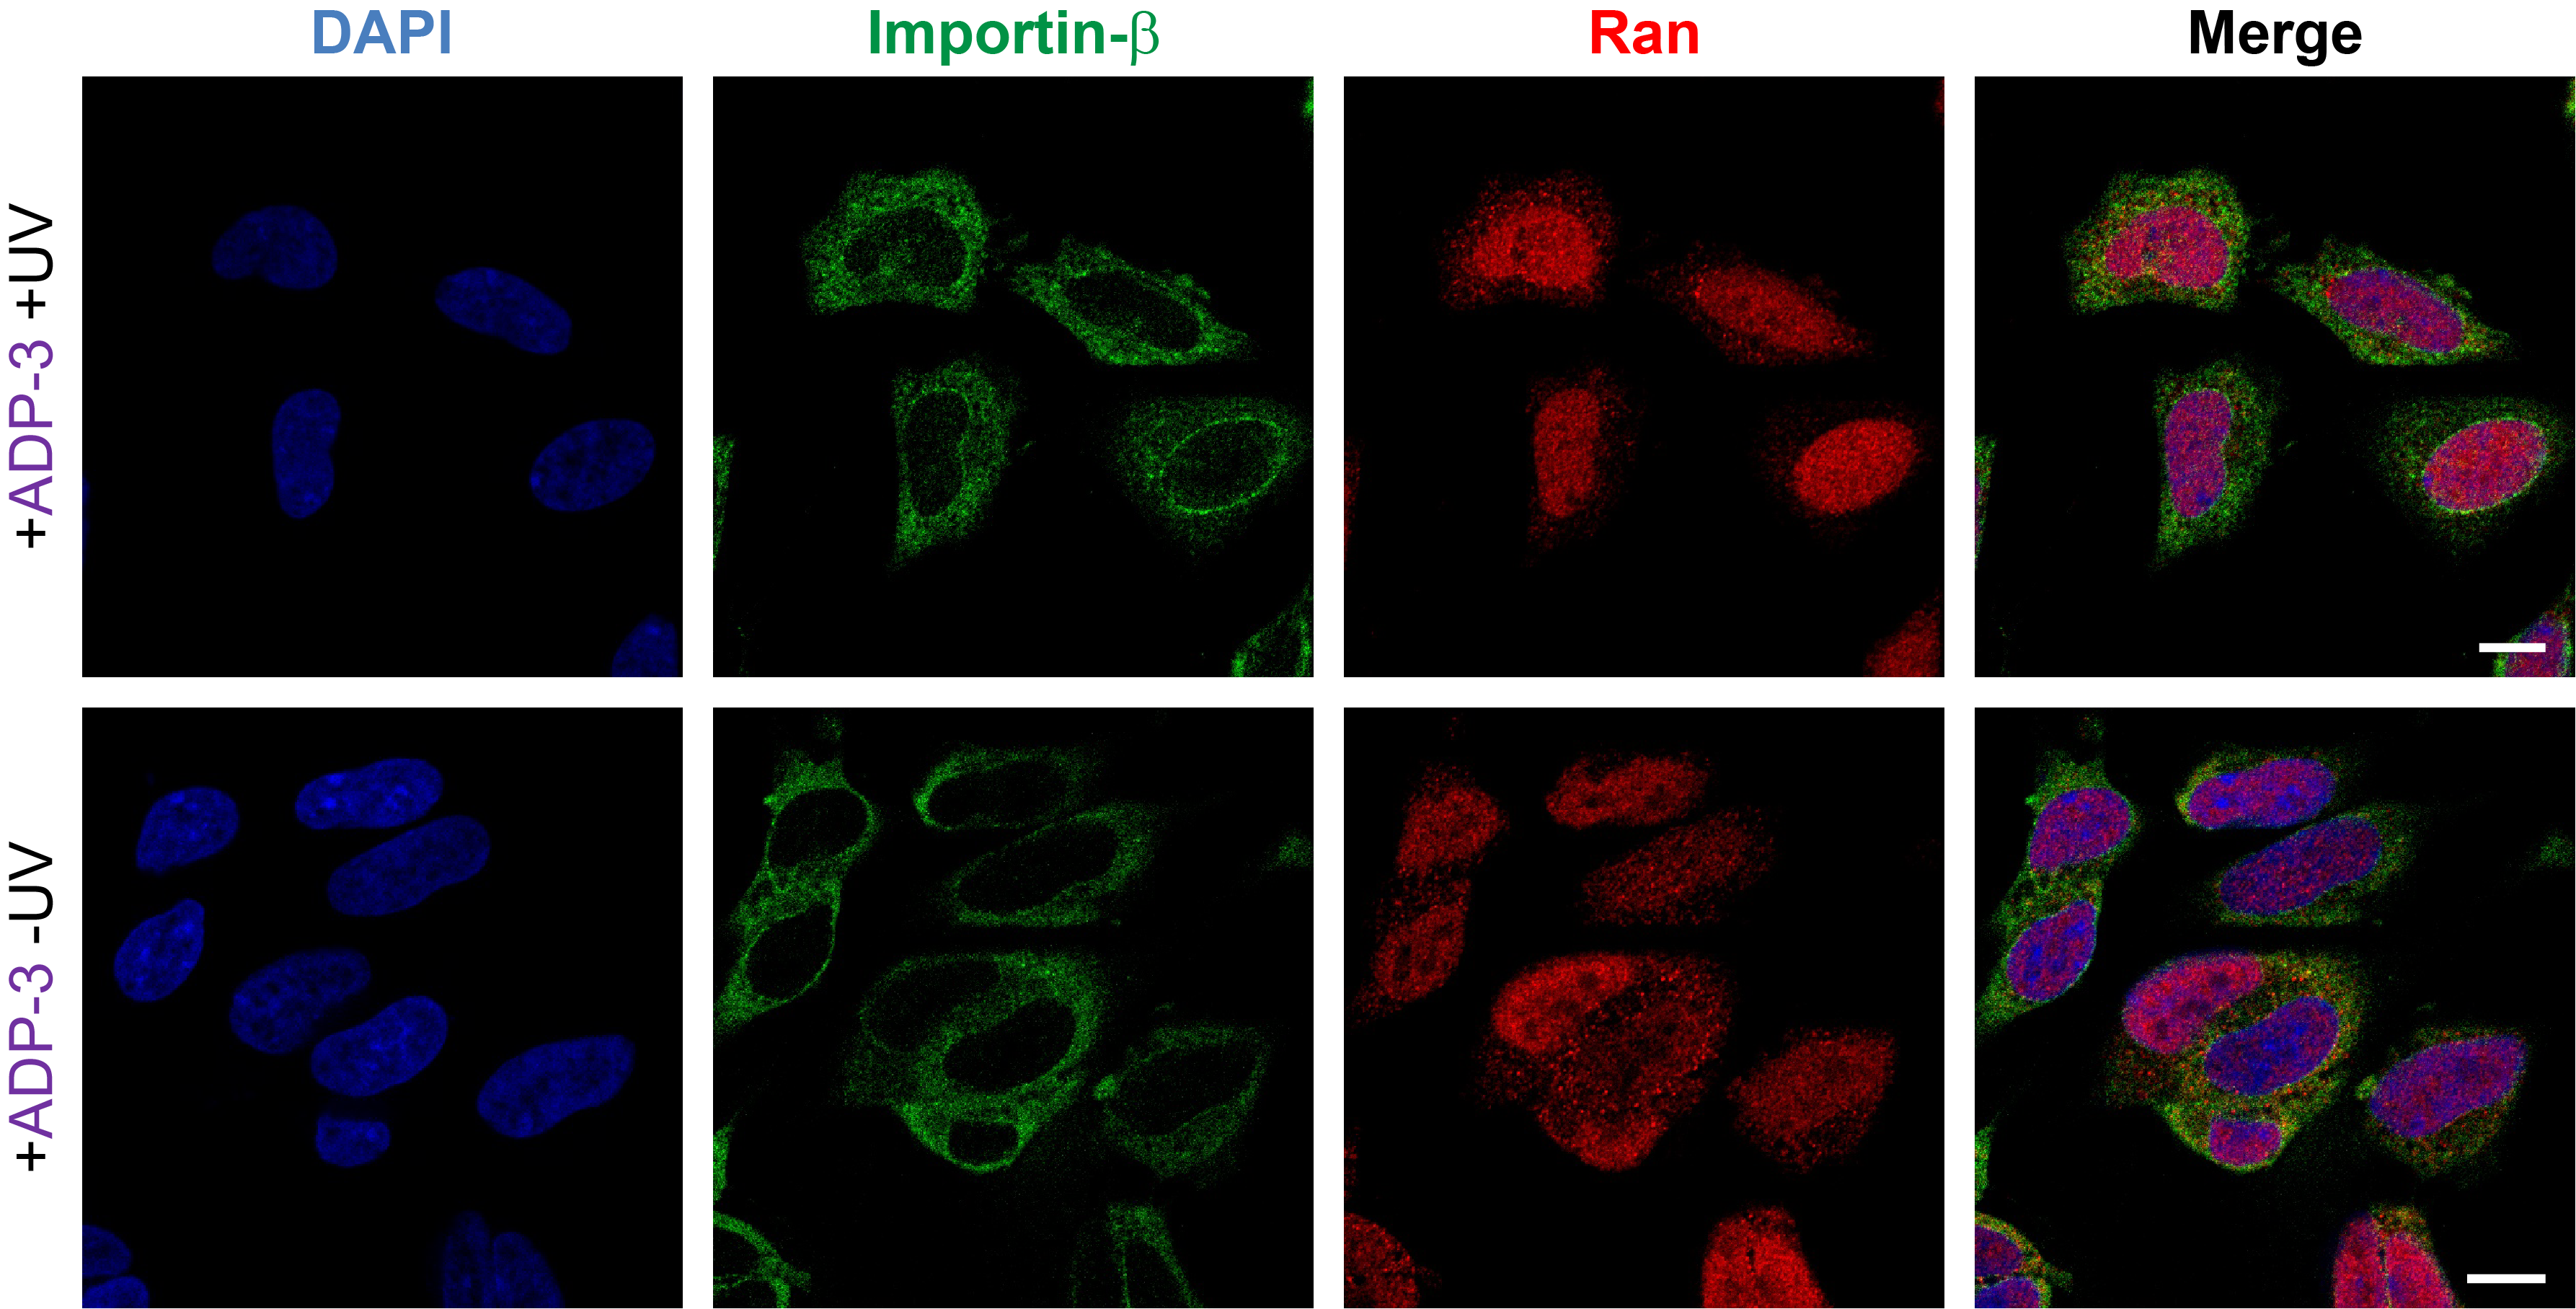 DAPI
Importin-β
Ran
Merge
+ADP-3 +UV
+ADP-3 -UV